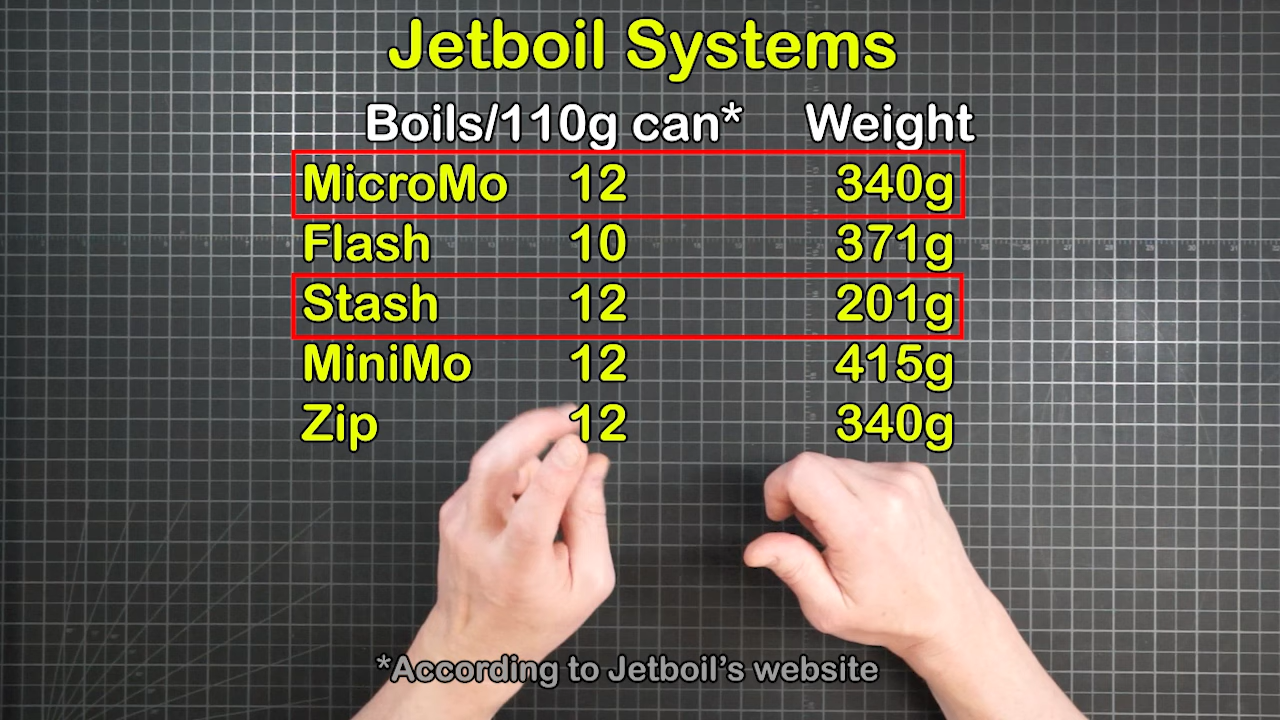 Jetboil Systems
Boils/110g can* Weight
MicroMo 12 340g
Flash 10 371g
Stash 12 201g
MiniMo 12 415g
Zip 12 340g
*According to Jetboil's website